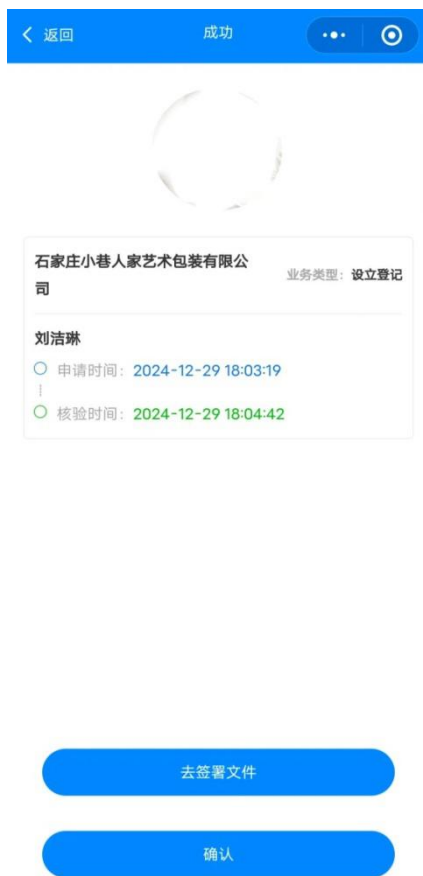 返回
成功
石家庄小巷人家艺术包装有限公
司
业务类型：设立登记
刘洁琳
申请时间：2024-12-29 18:03:19
核验时间：2024-12-29 18:04:42
去签署文件
确认